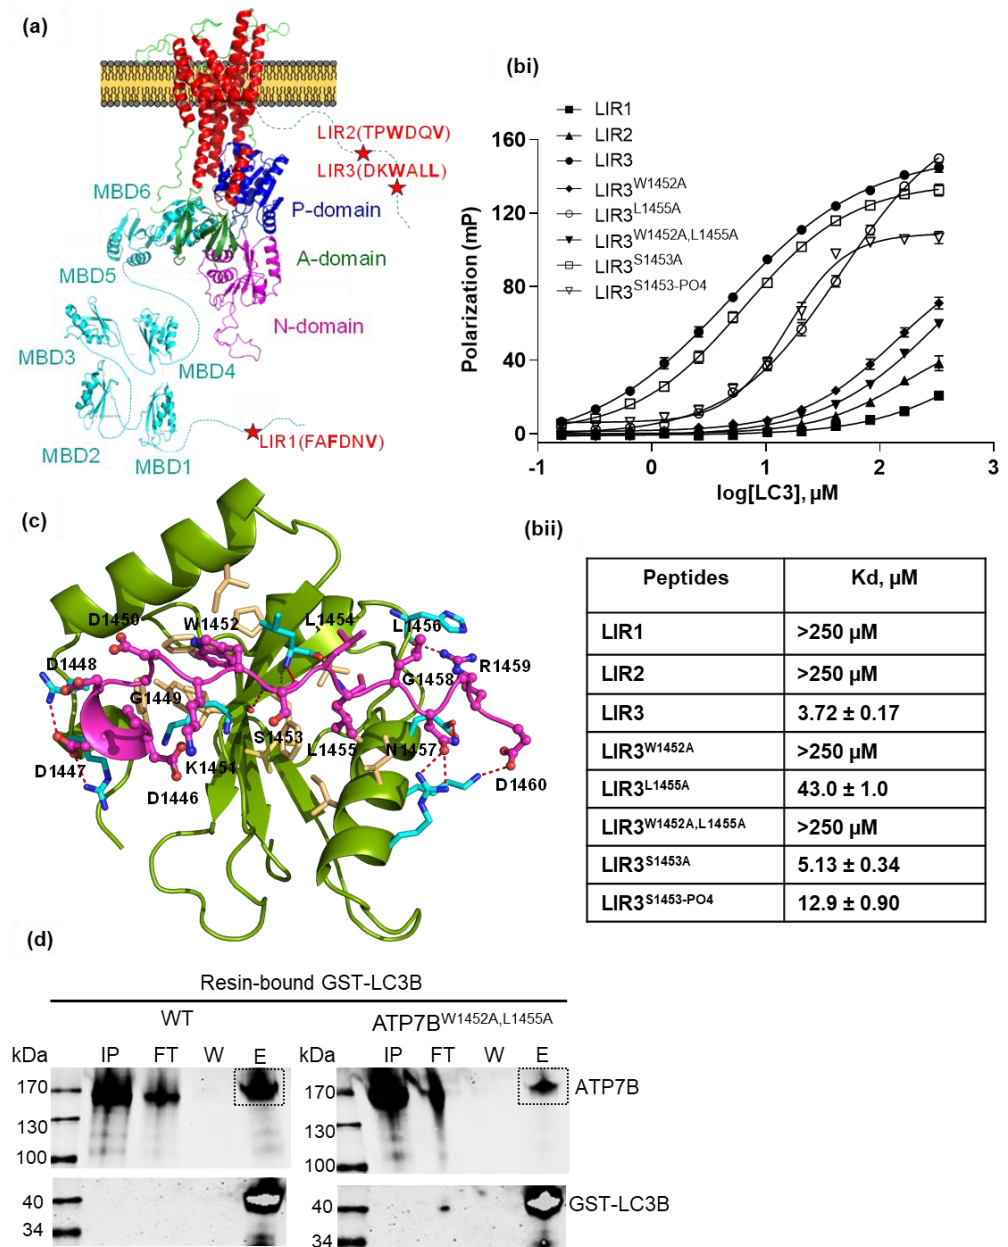 (a)
LIR2(TPWDQV)
LIR3(DKWALL)
MBD6
P-domain
A-domain
MBD5
N-domain
MBD3
MBD4
LIR1(FAFDNV)
MBD2
MBD1
(bi)
LIR1
LIR2
LIR3
LIR3W1452A
LIR3L1455A
LIR3W1452A,L1455A
LIR3S1453A
LIR3S1453-PO4
Polarization (mP)
160
120
80
40
0
-1 0 1 2 3
log[LC3], µM
(c)
D1450
W1452
L1454
L1456
D1448
R1459
G1449
G1458
S1453
L1455
N1457
D1447
K1451
D1446
D1460
(bii)
Peptides Kd, µM
LIR1 >250 µM
LIR2 >250 µM
LIR3 3.72 ± 0.17
LIR3W1452A >250 µM
LIR3L1455A 43.0 ± 1.0
LIR3W1452A,L1455A >250 µM
LIR3S1453A 5.13 ± 0.34
LIR3S1453-PO4 12.9 ± 0.90
(d)
Resin-bound GST-LC3B
WT ATP7BW1452A,L1455A
kDa IP FT W E kDa IP FT W E
170 170 ATP7B
130 130
100 100
40 40 GST-LC3B
34 34